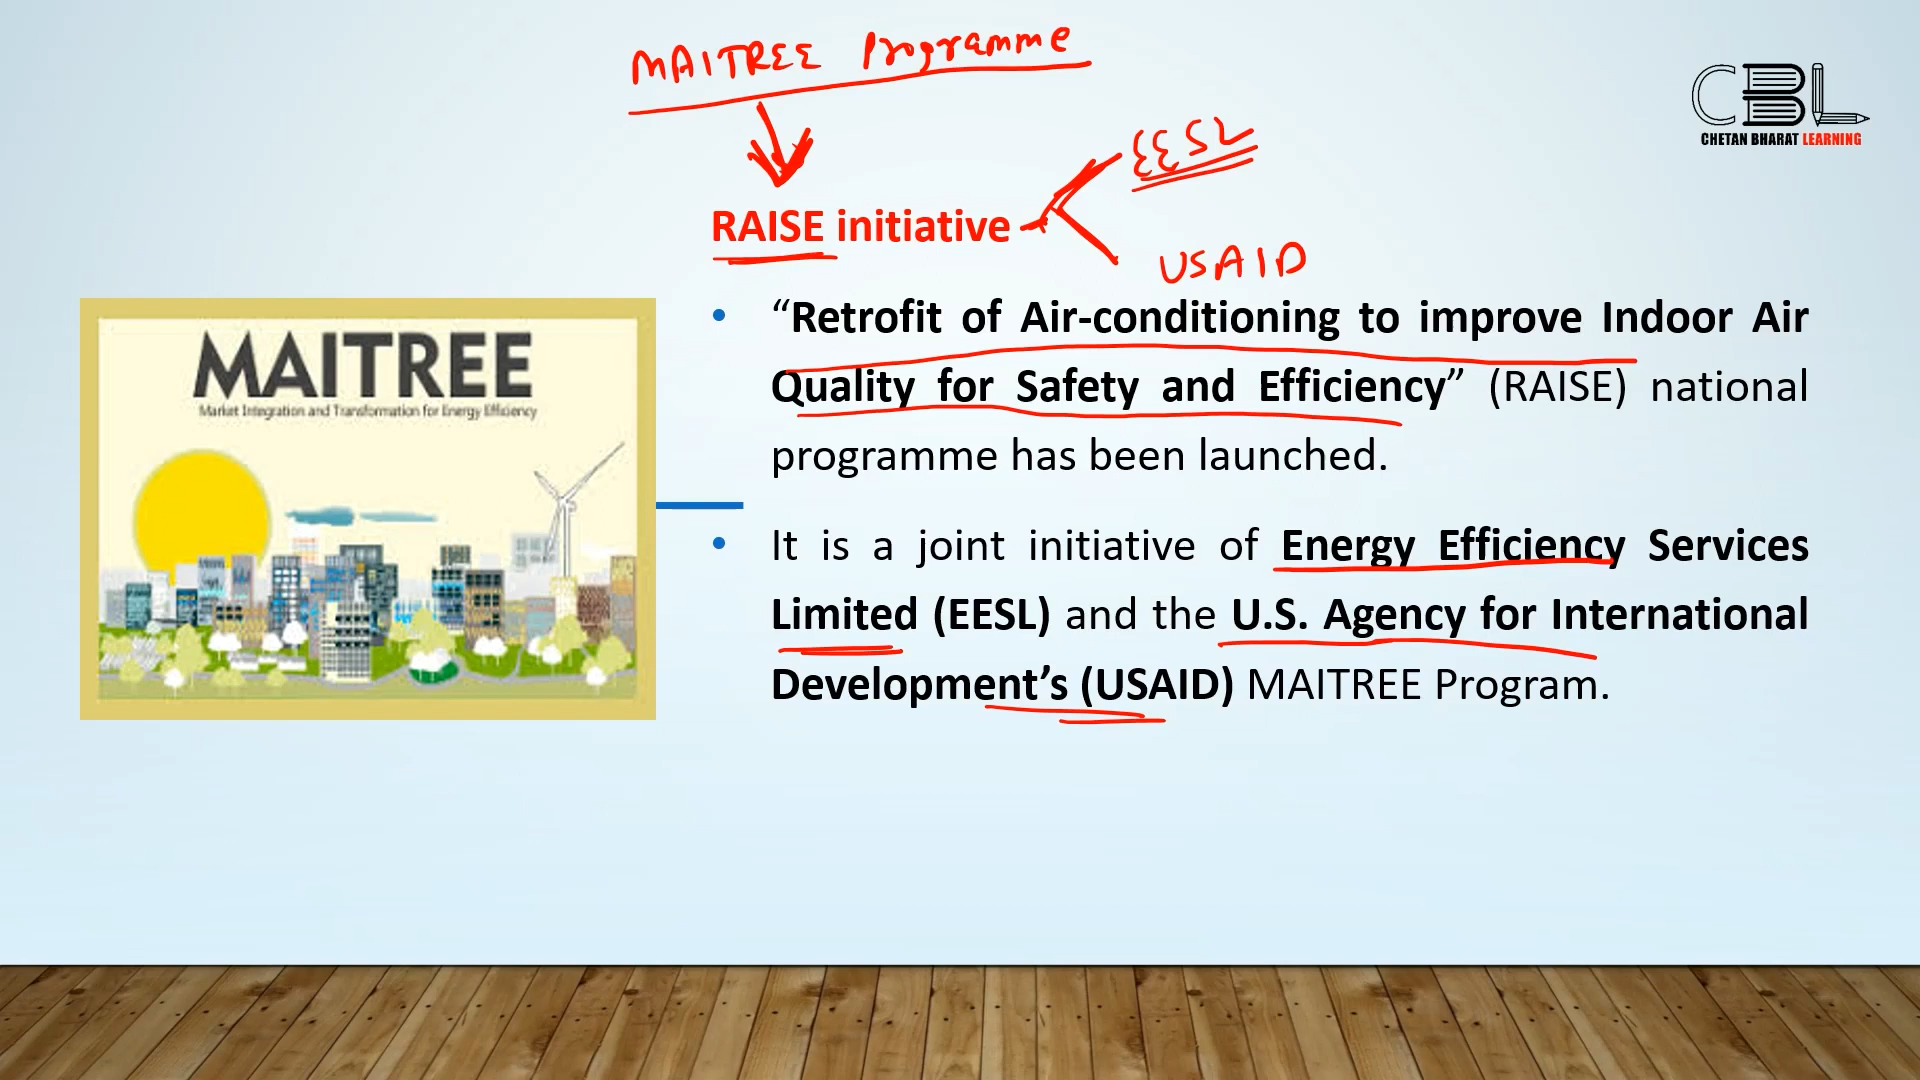 MAITREE Programme
CBL
CHETAN BHARAT LEARNING
EESL
RAISE initiative
USAID
• “Retrofit of Air-conditioning to improve Indoor Air
Quality for Safety and Efficiency” (RAISE) national
programme has been launched.
• It is a joint initiative of Energy Efficiency Services
Limited (EESL) and the U.S. Agency for International
Development’s (USAID) MAITREE Program.
MAITREE
Market Integration and Transformation for Energy Efficiency